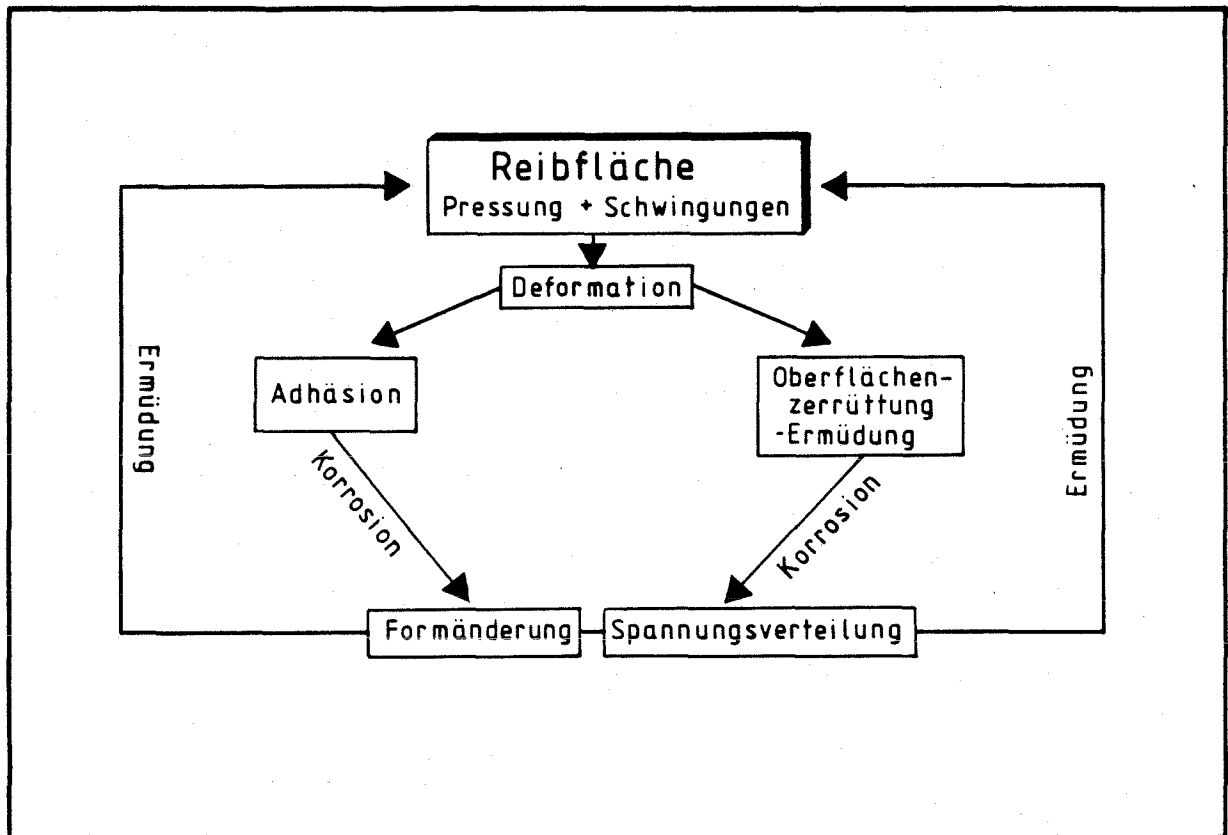 Reibfläche
Pressung + Schwingungen
Deformation
Adhäsion
Oberflächen-
zerrüttung
-Ermüdung
Ermüdung
Ermüdung
Korrosion
Korrosion
Formänderung
Spannungsverteilung